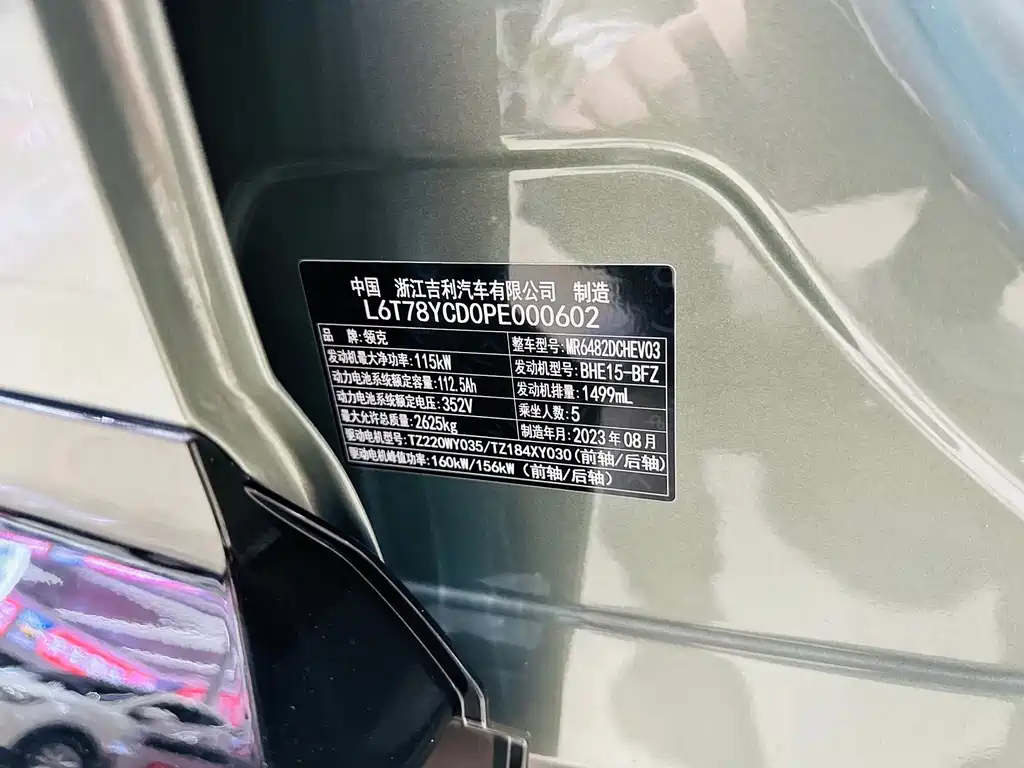 中国 浙江吉利汽车有限公司 制造
L6T78YCD0PE000602
品 牌:领克 整车型号:MR6482DCHEV03
发动机最大净功率:115kW 发动机型号:BHE15-BFZ
动力电池系统额定容量:112.5Ah 发动机排量:1499mL
动力电池系统额定电压:352V 乘坐人数:5
最大允许总质量:2625kg 制造年月:2023年08月
驱动电机型号:TZ220WY035/TZ184XY030(前轴/后轴)
驱动电机峰值功率:160kW/156kW (前轴/后轴)